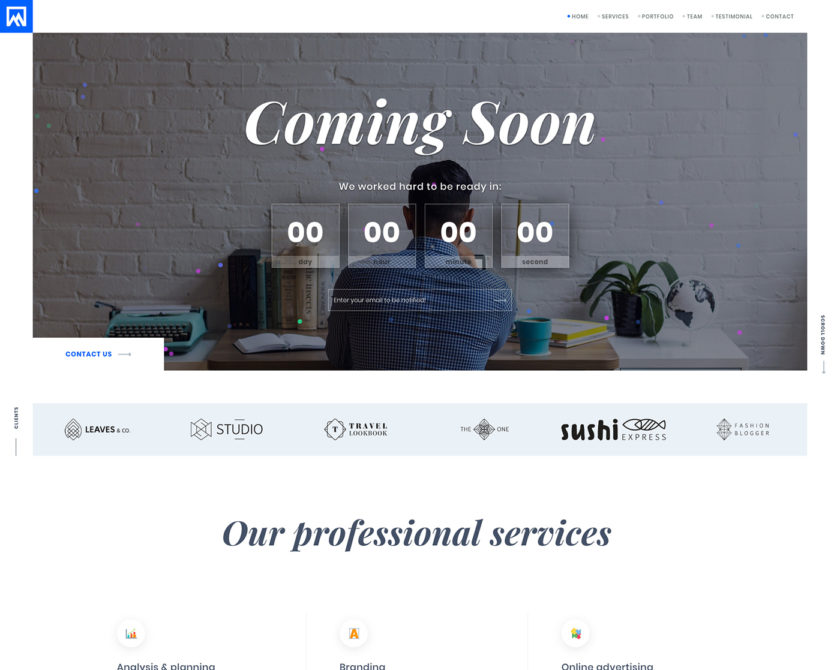 HOME SERVICES PORTFOLIO TEAM TESTIMONIAL CONTACT
Coming Soon
We worked hard to be ready in:
00 00 00 00
day hour minute second
Enter your email to be notified!
CONTACT US
SCROLL DOWN
CLIENTS
LEAVES & CO.
STUDIO
T
TRAVEL
LOOKBOOK
THE ONE
sushi
EXPRESS
FASHION
BLOGGER
Our professional services
Analysis & planning
Branding
Online advertising